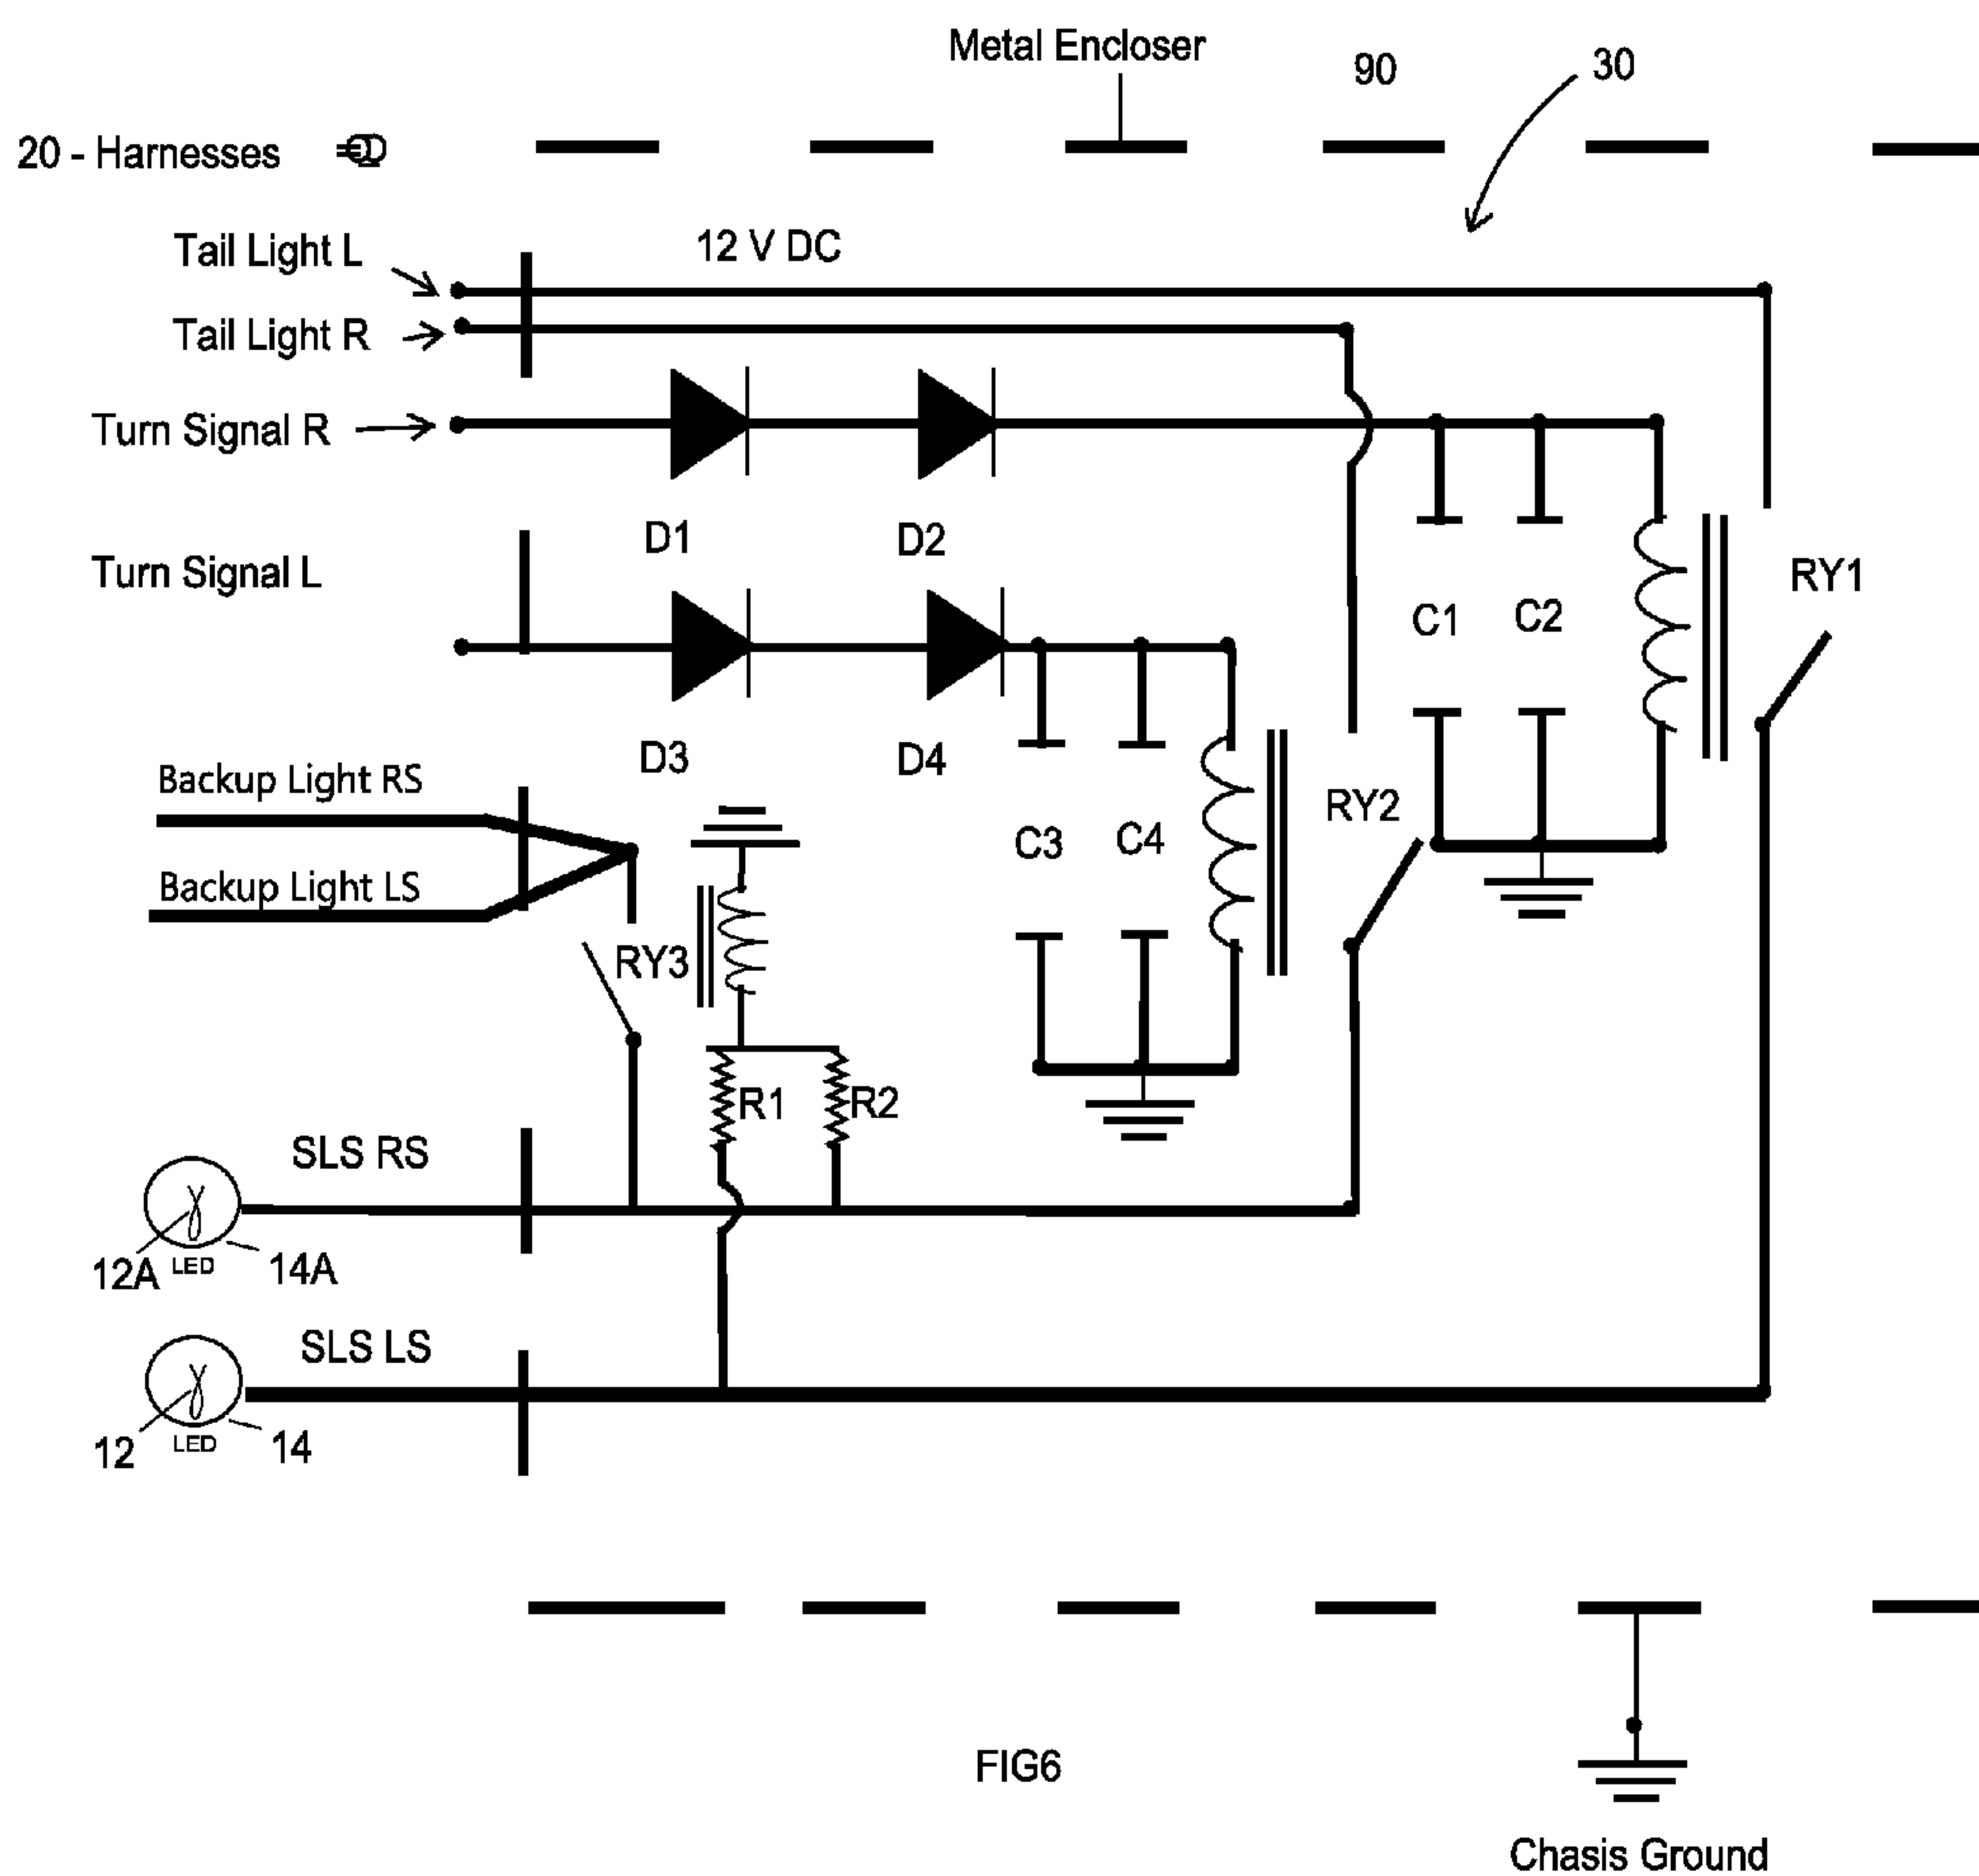 Metal Encloser
90
30
20 - Harnesses
Tail Light L
12 V DC
Tail Light R
Turn Signal R
D1
D2
Turn Signal L
RY1
C1
C2
D3
D4
Backup Light RS
RY2
C3
C4
Backup Light LS
RY3
R1
R2
SLS RS
12A
LED
14A
SLS LS
12
LED
14
FIG6
Chasis Ground